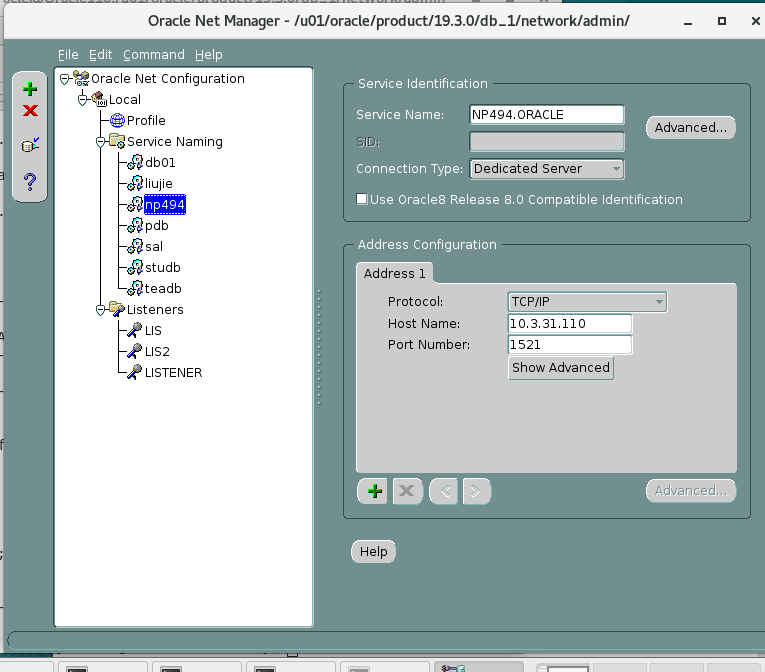 Oracle Net Manager - /u01/oracle/product/19.3.0/db_1/network/admin/
File Edit Command Help
Oracle Net Configuration
Local
Profile
Service Naming
db01
liujie
np494
pdb
sal
studb
teadb
Listeners
LIS
LIS2
LISTENER
Service Identification
Service Name: NP494.ORACLE
Advanced...
SID:
Connection Type: Dedicated Server
Use Oracle8 Release 8.0 Compatible Identification
Address Configuration
Address 1
Protocol: TCP/IP
Host Name: 10.3.31.110
Port Number: 1521
Show Advanced
Advanced...
Help